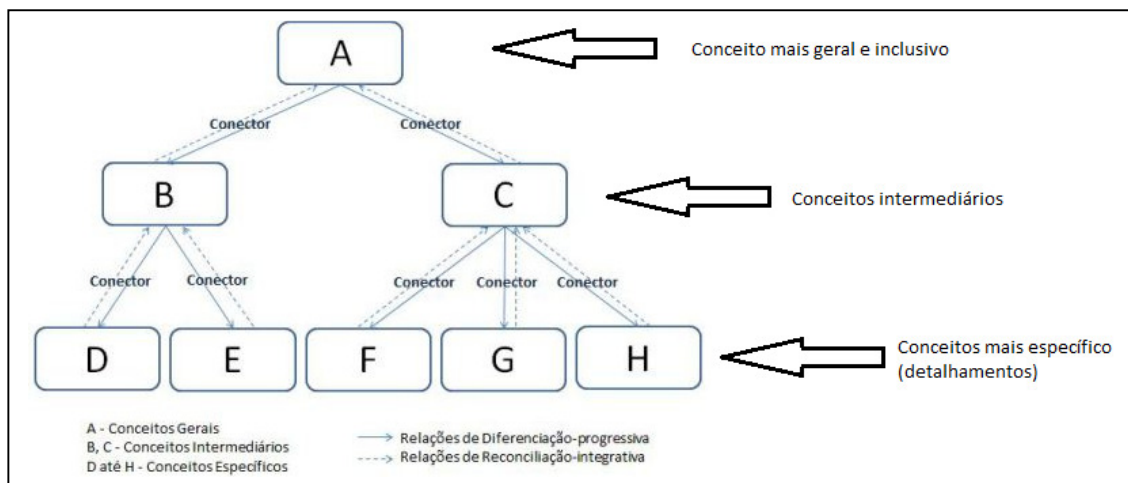 A
Conceito mais geral e inclusivo
Conector
Conector
B
C
Conceitos intermediários
Conector
Conector
Conector
Conector
Conector
D
E
F
G
H
Conceitos mais específico
(detalhamentos)
A - Conceitos Gerais
B, C - Conceitos Intermediários
D até H - Conceitos Específicos
Relações de Diferenciação-progressiva
Relações de Reconciliação-integrativa